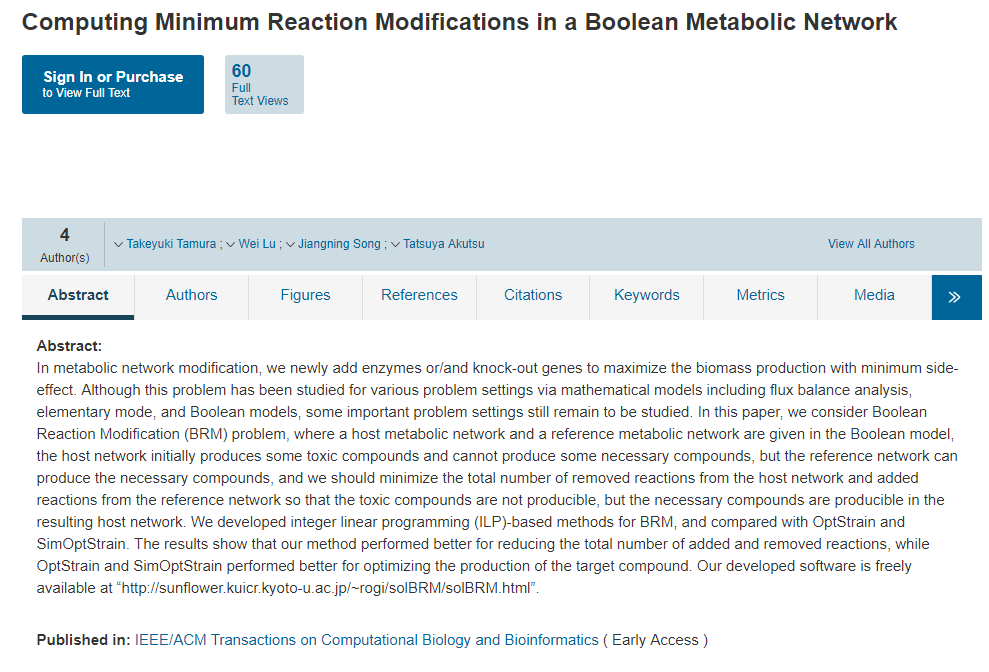 Computing Minimum Reaction Modifications in a Boolean Metabolic Network
Sign In or Purchase
to View Full Text
60
Full
Text Views
4
Author(s)
Takeyuki Tamura ; Wei Lu ; Jiangning Song ; Tatsuya Akutsu
View All Authors
Abstract
Authors
Figures
References
Citations
Keywords
Metrics
Media
»
Abstract:
In metabolic network modification, we newly add enzymes or/and knock-out genes to maximize the biomass production with minimum side-
effect. Although this problem has been studied for various problem settings via mathematical models including flux balance analysis,
elementary mode, and Boolean models, some important problem settings still remain to be studied. In this paper, we consider Boolean
Reaction Modification (BRM) problem, where a host metabolic network and a reference metabolic network are given in the Boolean model,
the host network initially produces some toxic compounds and cannot produce some necessary compounds, but the reference network can
produce the necessary compounds, and we should minimize the total number of removed reactions from the host network and added
reactions from the reference network so that the toxic compounds are not producible, but the necessary compounds are producible in the
resulting host network. We developed integer linear programming (ILP)-based methods for BRM, and compared with OptStrain and
SimOptStrain. The results show that our method performed better for reducing the total number of added and removed reactions, while
OptStrain and SimOptStrain performed better for optimizing the production of the target compound. Our developed software is freely
available at “http://sunflower.kuicr.kyoto-u.ac.jp/~rogi/solBRM/solBRM.html”.
Published in: IEEE/ACM Transactions on Computational Biology and Bioinformatics ( Early Access )